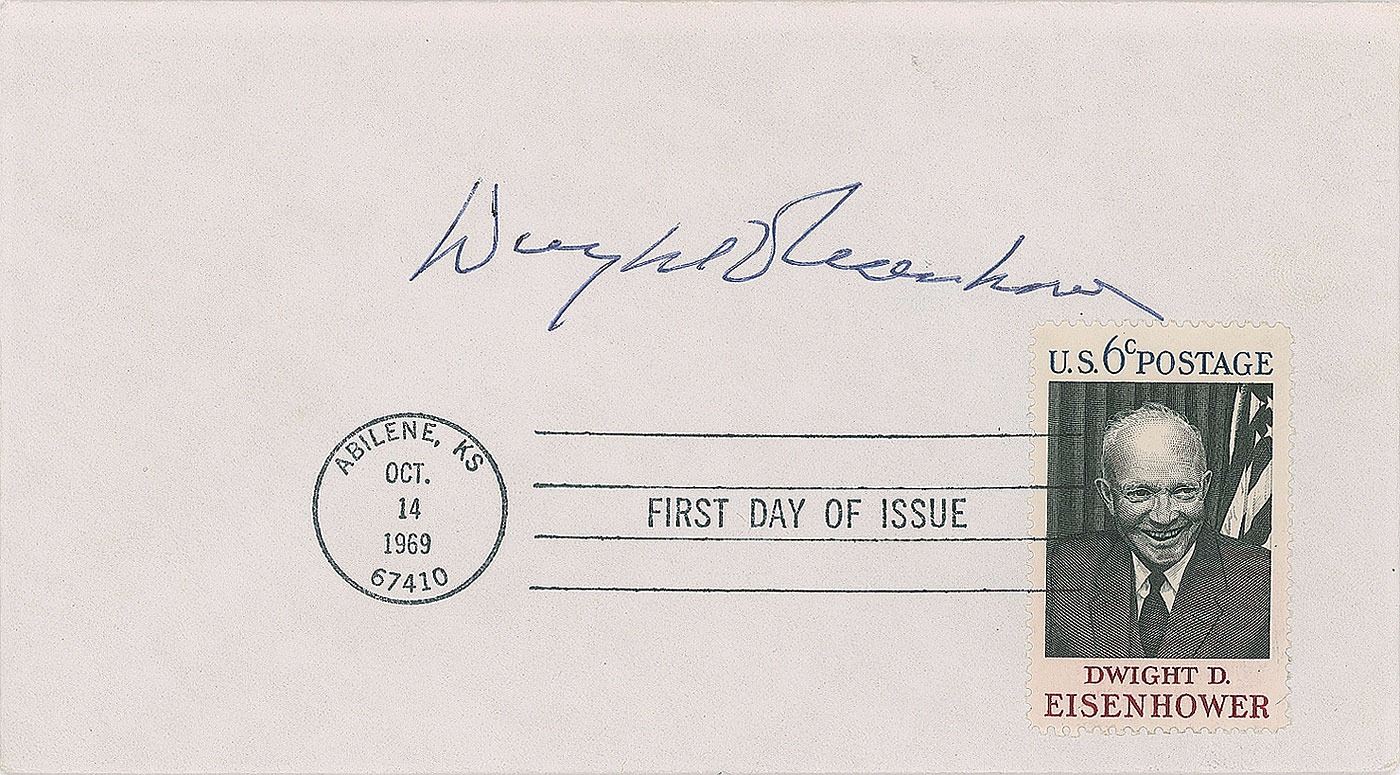 Dwight D Eisenhower
U.S. 6c POSTAGE
ABILENE, KS
OCT.
14
1969
67410
FIRST DAY OF ISSUE
DWIGHT D.
EISENHOWER